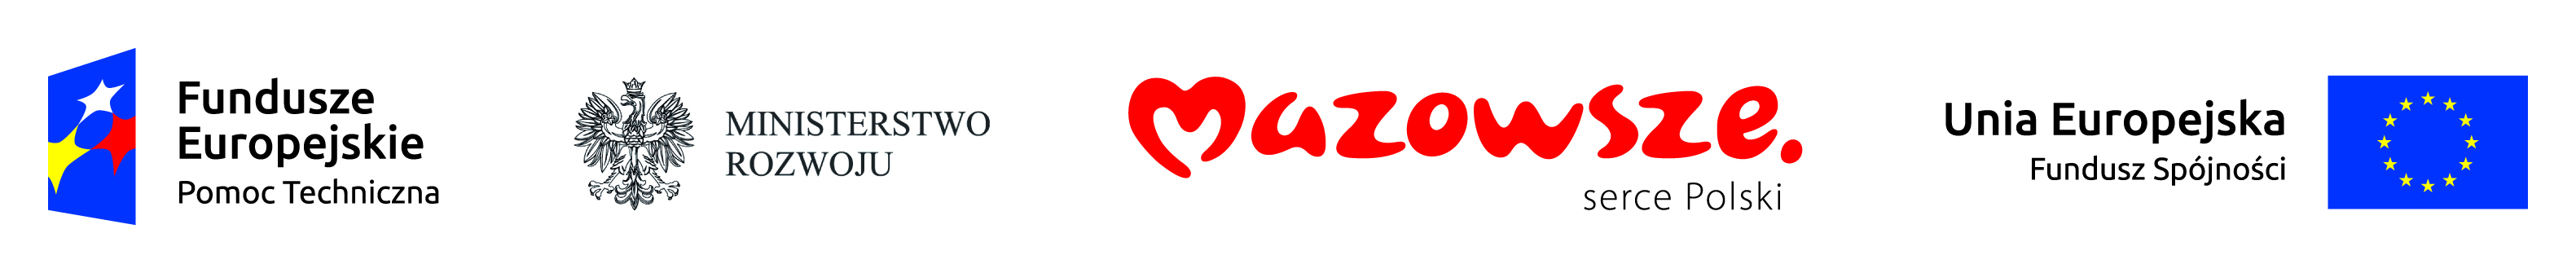 Fundusze
Europejskie
Pomoc Techniczna
MINISTERSTWO
ROZWOJU
Mazowsze.
serce Polski
Unia Europejska
Fundusz Spójności